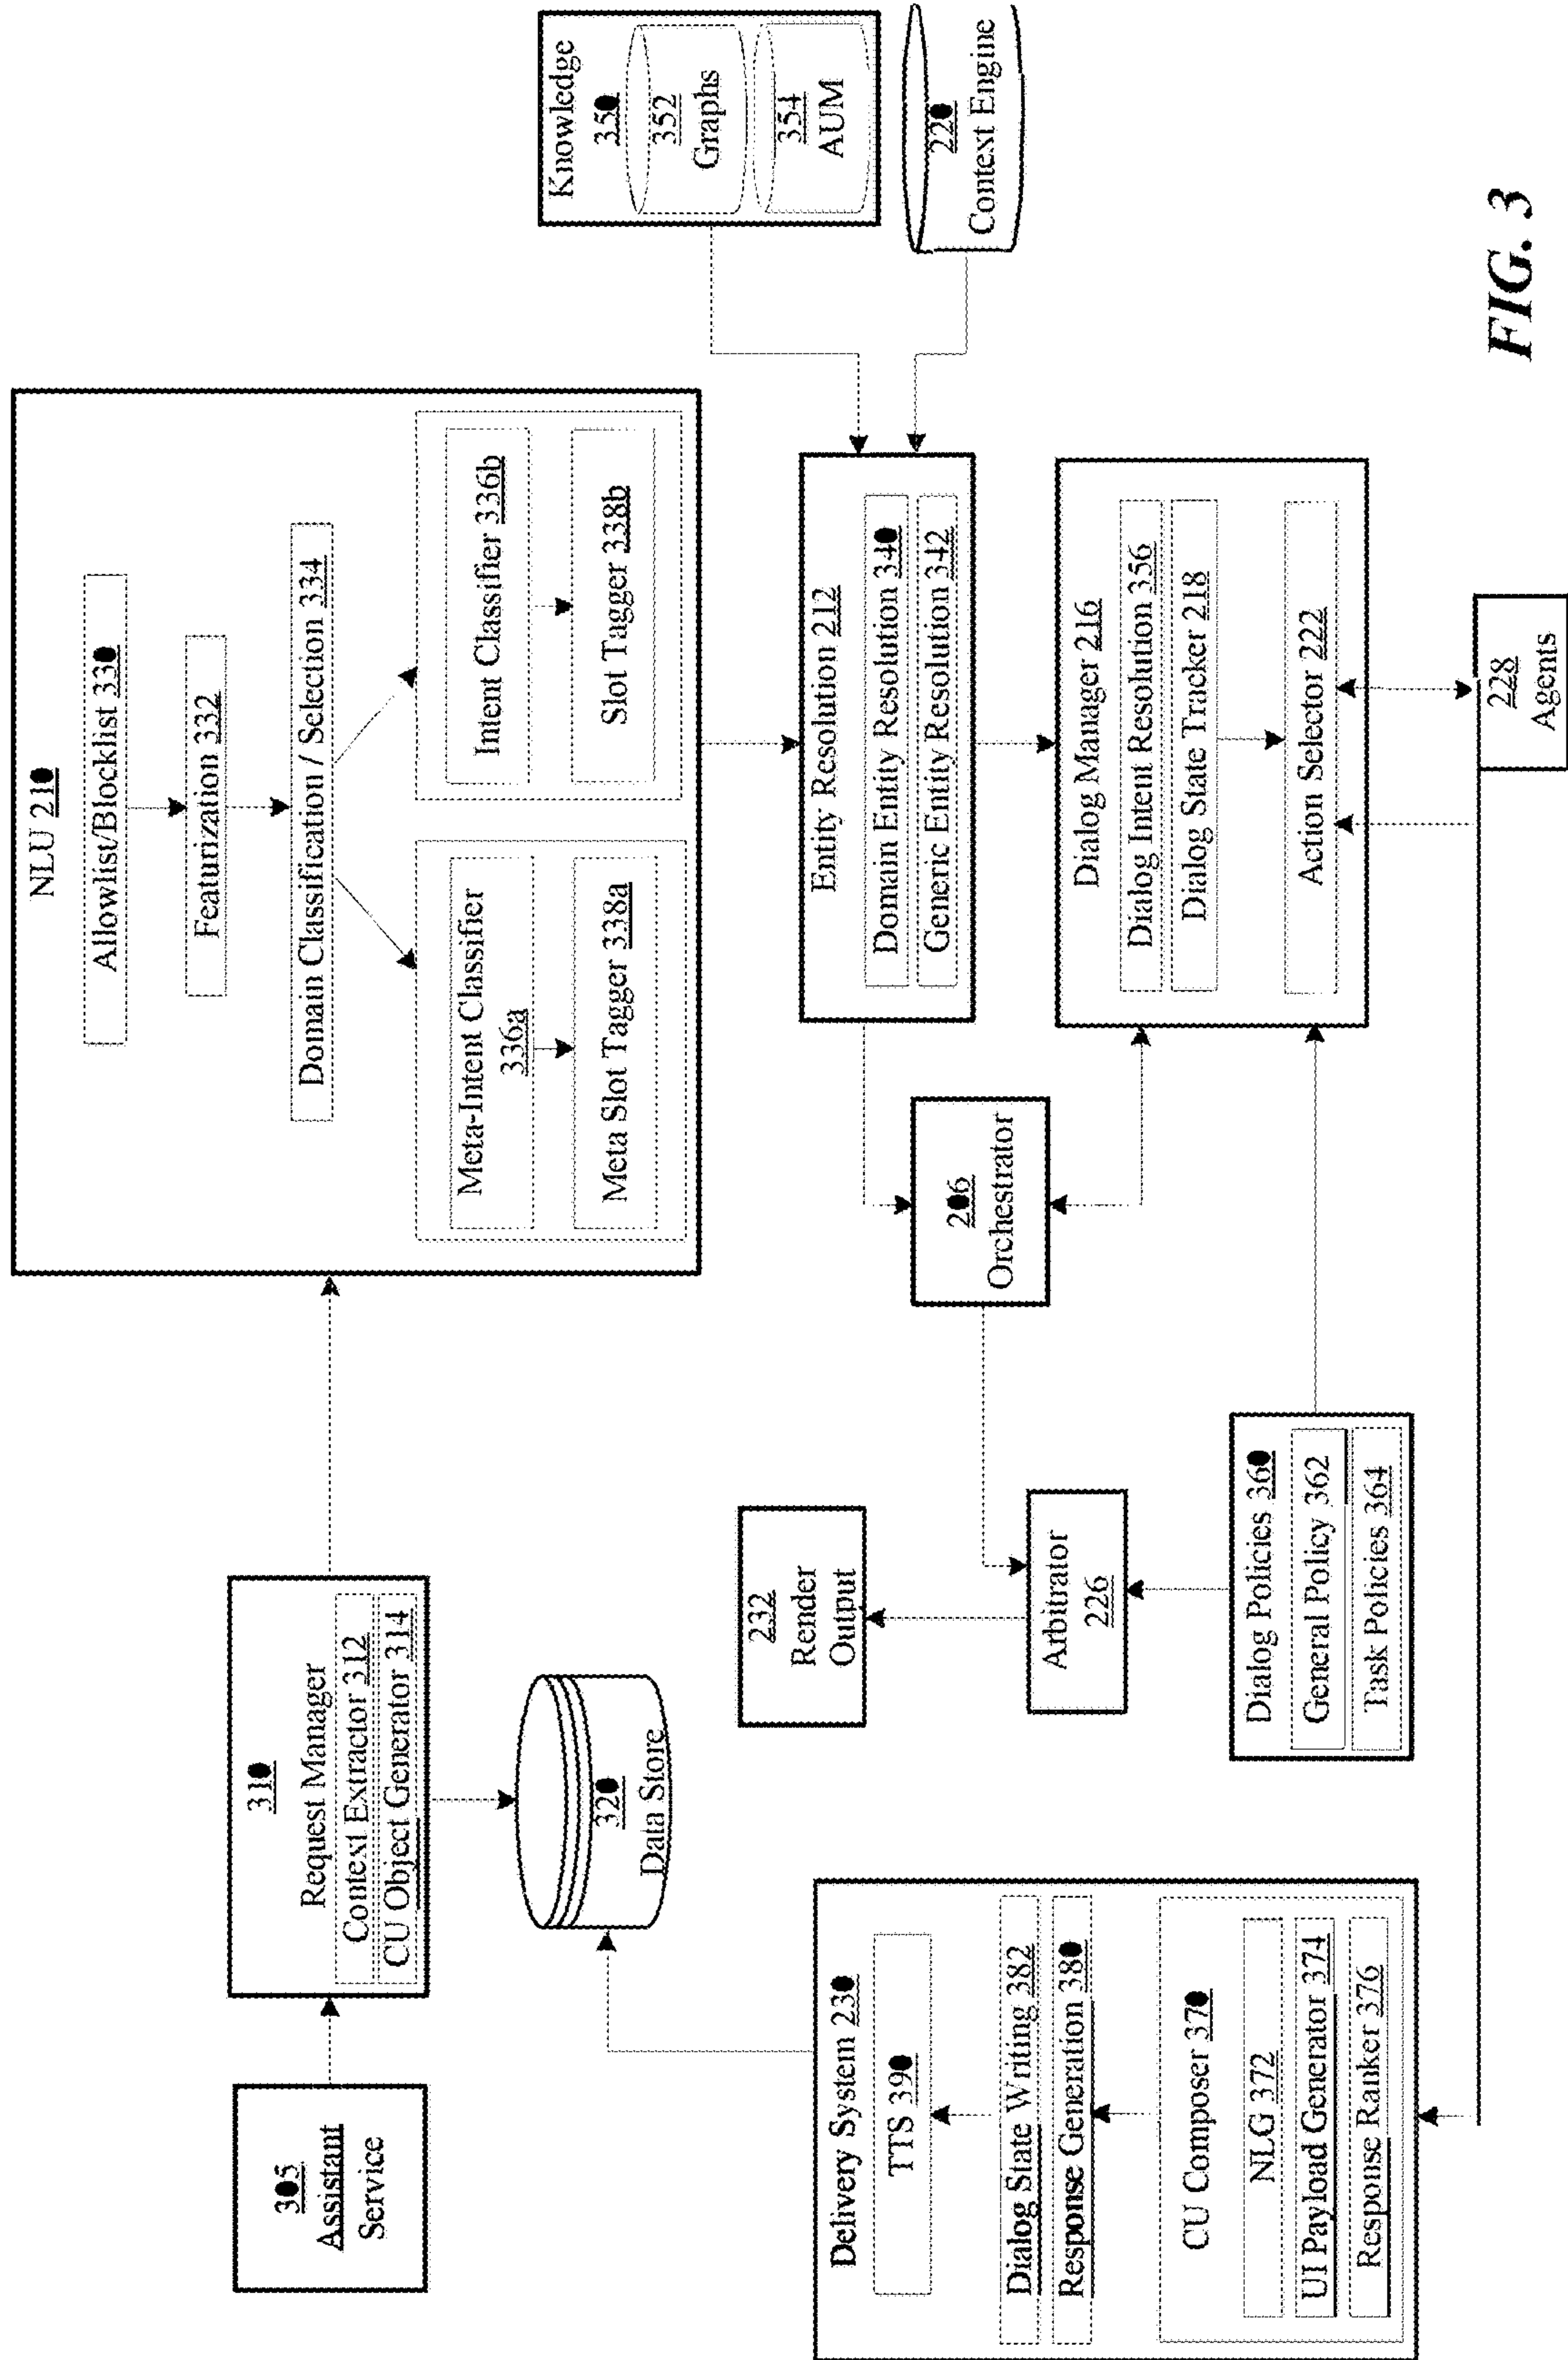 305
Assistant
Service
310
Request Manager
Context Extractor 312
CU Object Generator 314
320
Data Store
NLU 210
Allowlist/Blocklist 330
Featurization 332
Domain Classification / Selection 334
Meta-Intent Classifier
336a
Meta Slot Tagger 338a
Intent Classifier 336b
Slot Tagger 338b
Knowledge
350
352
Graphs
354
AUM
220
Context Engine
Entity Resolution 212
Domain Entity Resolution 340
Generic Entity Resolution 342
206
Orchestrator
232
Render
Output
Arbitrator
226
Dialog Manager 216
Dialog Intent Resolution 356
Dialog State Tracker 218
Action Selector 222
Dialog Policies 360
General Policy 362
Task Policies 364
Delivery System 230
TTS 390
Dialog State Writing 382
Response Generation 380
CU Composer 370
NLG 372
UI Payload Generator 374
Response Ranker 376
228
Agents
FIG. 3